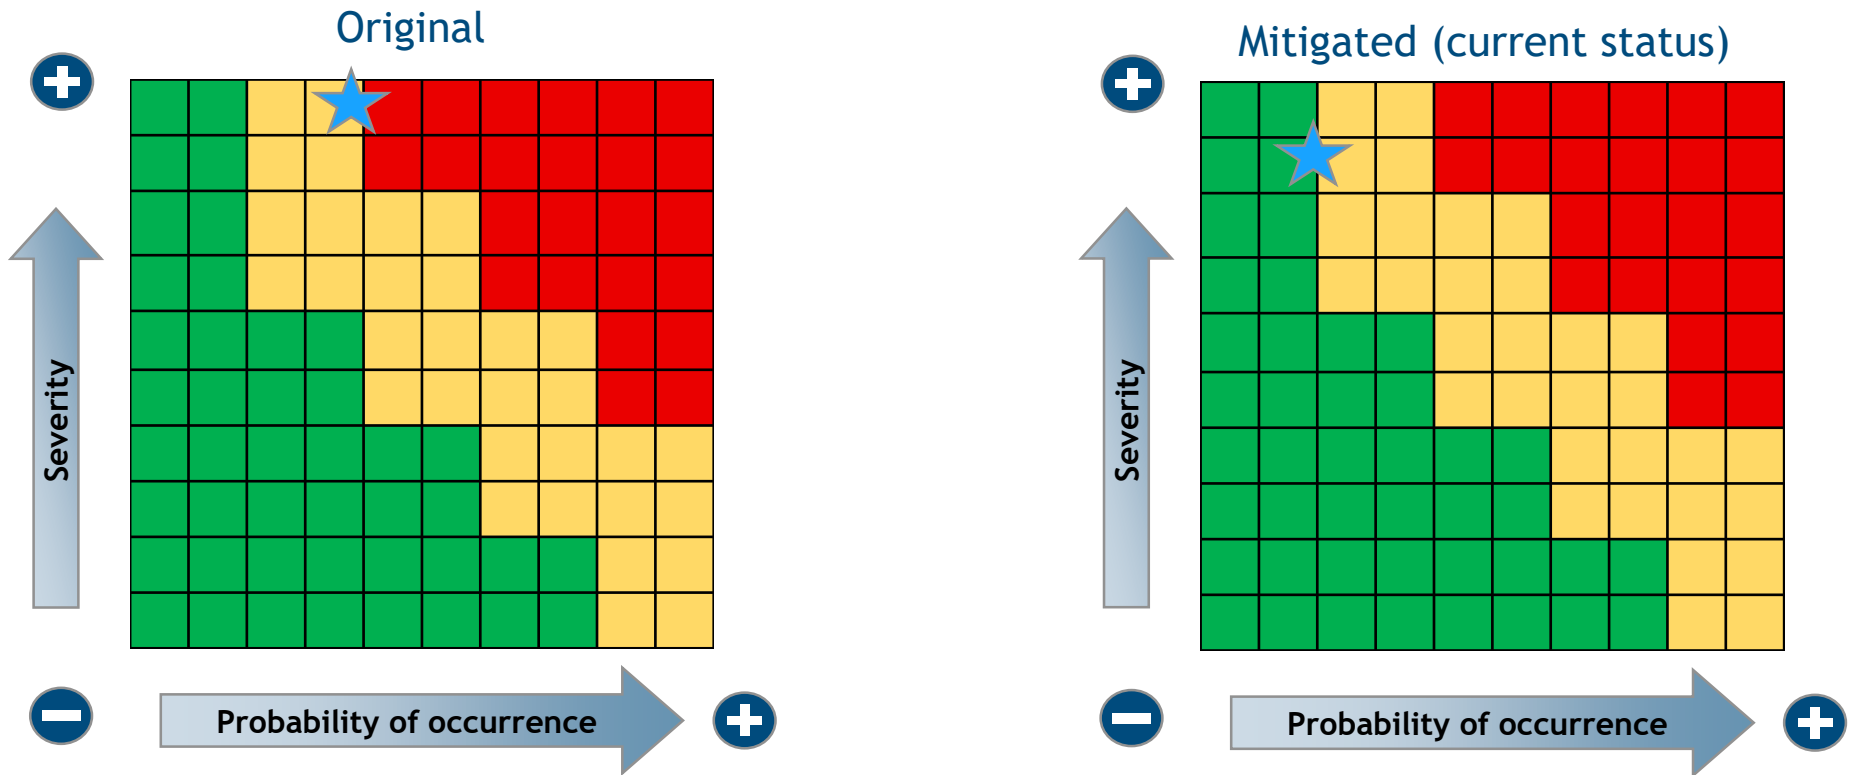 Original
Severity
Probability of occurrence
Mitigated (current status)
Severity
Probability of occurrence